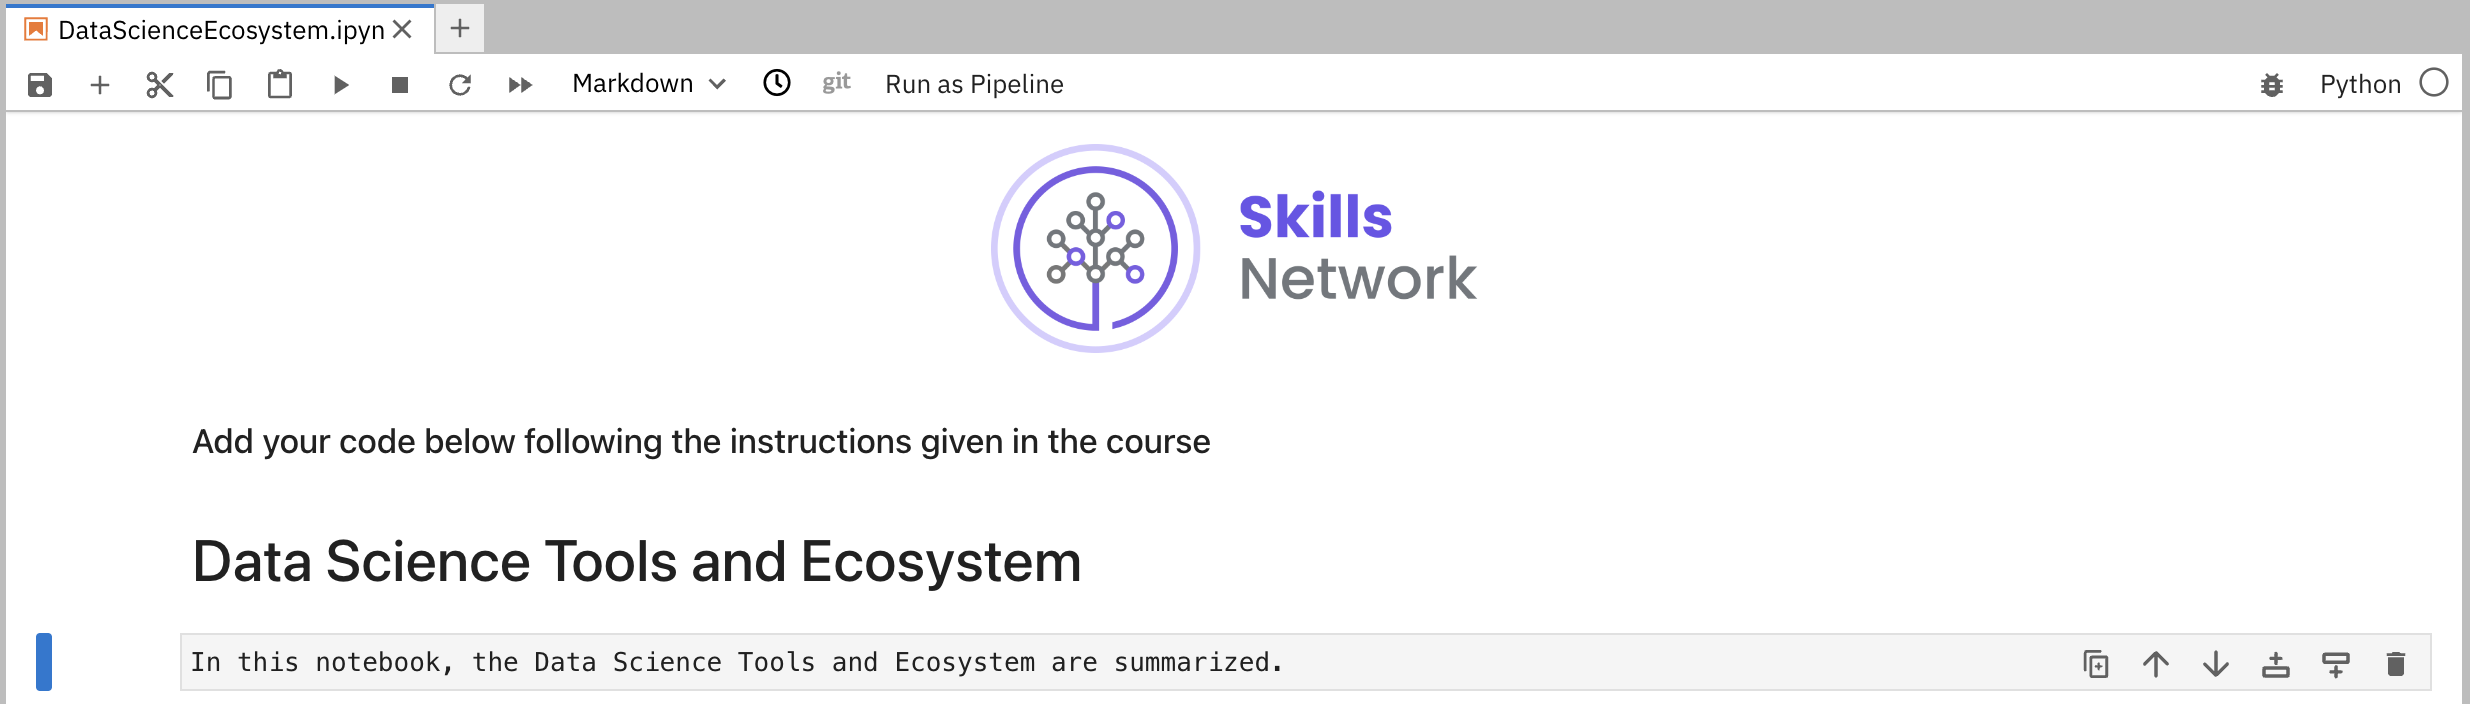 DataScienceEcosystem.ipyn
Markdown git Run as Pipeline Python
Skills
Network
Add your code below following the instructions given in the course
Data Science Tools and Ecosystem
In this notebook, the Data Science Tools and Ecosystem are summarized.